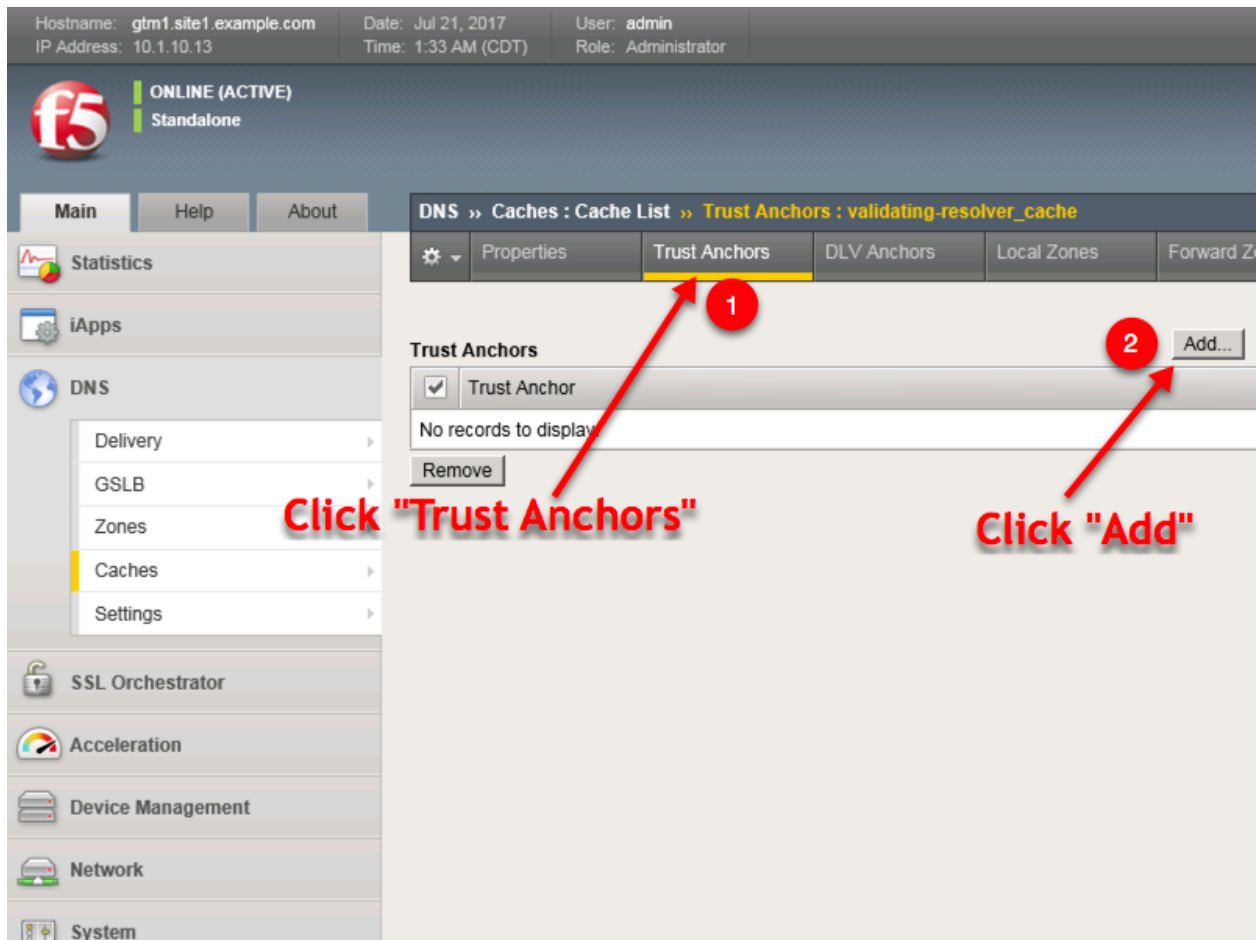 Hostname: gtm1.site1.example.com Date: Jul 21, 2017 User: admin
IP Address: 10.1.10.13 Time: 1:33 AM (CDT) Role: Administrator
f5
ONLINE (ACTIVE)
Standalone
Main Help About
DNS ›› Caches : Cache List ›› Trust Anchors : validating-resolver_cache
Properties Trust Anchors DLV Anchors Local Zones Forward Z
Statistics
iApps
DNS
Delivery
GSLB
Zones
Caches
Settings
SSL Orchestrator
Acceleration
Device Management
Network
System
1
Trust Anchors
2
Add...
Trust Anchor
No records to display.
Remove
Click "Trust Anchors"
Click "Add"